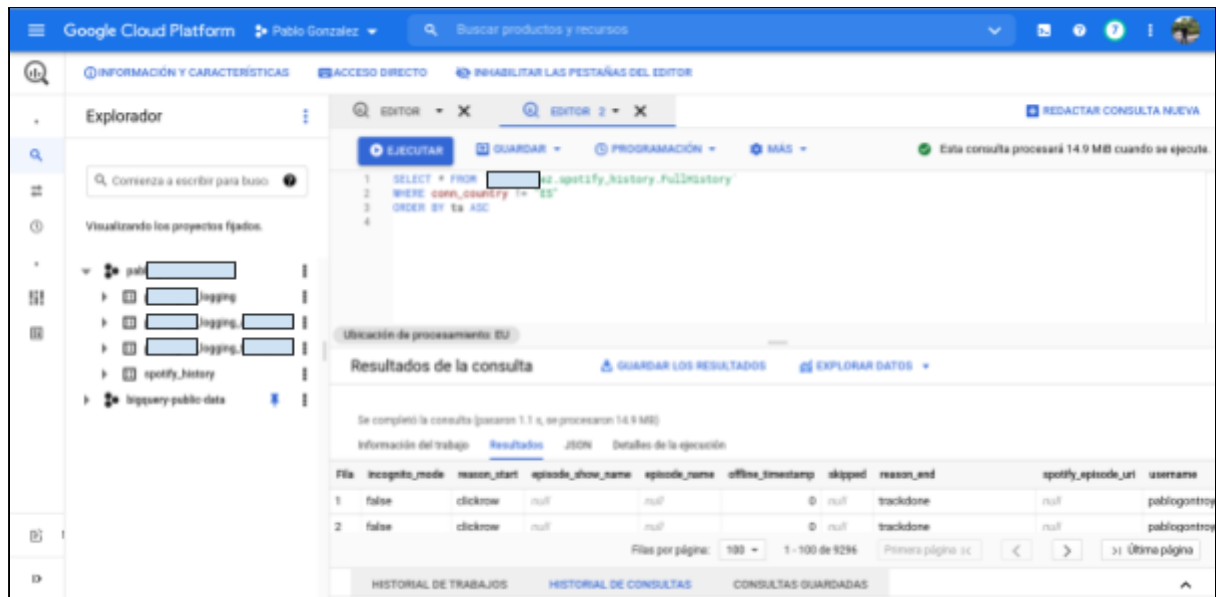 Google Cloud Platform Pablo Gonzalez Buscar productos y recursos 7
INFORMACIÓN Y CARACTERÍSTICAS ACCESO DIRECTO INHABILITAR LAS PESTAÑAS DEL EDITOR
Explorador
EDITOR EDITOR 2 REDACTAR CONSULTA NUEVA
EJECUTAR GUARDAR PROGRAMACIÓN MÁS Esta consulta procesará 14.9 MiB cuando se ejecute.
Comienza a escribir para busc.
Visualizando los proyectos fijados.
1 SELECT * FROM ez.spotify_history.FullHistory`
2 WHERE conn_country != "ES"
3 ORDER BY ts ASC
4
pabl
logging
logging.
logging.
spotify_history
bigquery-public-data
Ubicación de procesamiento: EU
Resultados de la consulta GUARDAR LOS RESULTADOS EXPLORAR DATOS
Se completó la consulta (pasaron 1.1 s, se procesaron 14.9 MB)
Información del trabajo Resultados JSON Detalles de la ejecución
Fila incognito_mode reason_start episode_show_name episode_name offline_timestamp skipped reason_end spotify_episode_uri username
1 false clickrow null null 0 null trackdone null pablogontroy
2 false clickrow null null 0 null trackdone null pablogontroy
Filas por página: 100 1 - 100 de 9296 Primera página Última página
HISTORIAL DE TRABAJOS HISTORIAL DE CONSULTAS CONSULTAS GUARDADAS